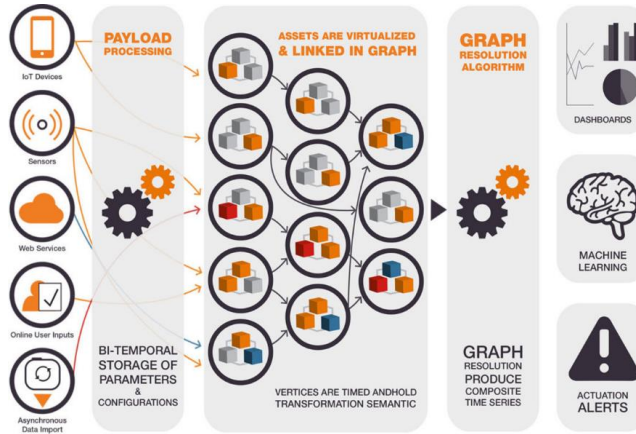 IoT Devices
Sensors
Web Services
Online User Inputs
Asynchronous
Data Import
PAYLOAD
PROCESSING
BI-TEMPORAL
STORAGE OF
PARAMETERS
&
CONFIGURATIONS
ASSETS ARE VIRTUALIZED
& LINKED IN GRAPH
VERTICES ARE TIMED ANDHOLD
TRANSFORMATION SEMANTIC
GRAPH
RESOLUTION
ALGORITHM
GRAPH
RESOLUTION
PRODUCE
COMPOSITE
TIME SERIES
DASHBOARDS
MACHINE
LEARNING
ACTUATION
ALERTS